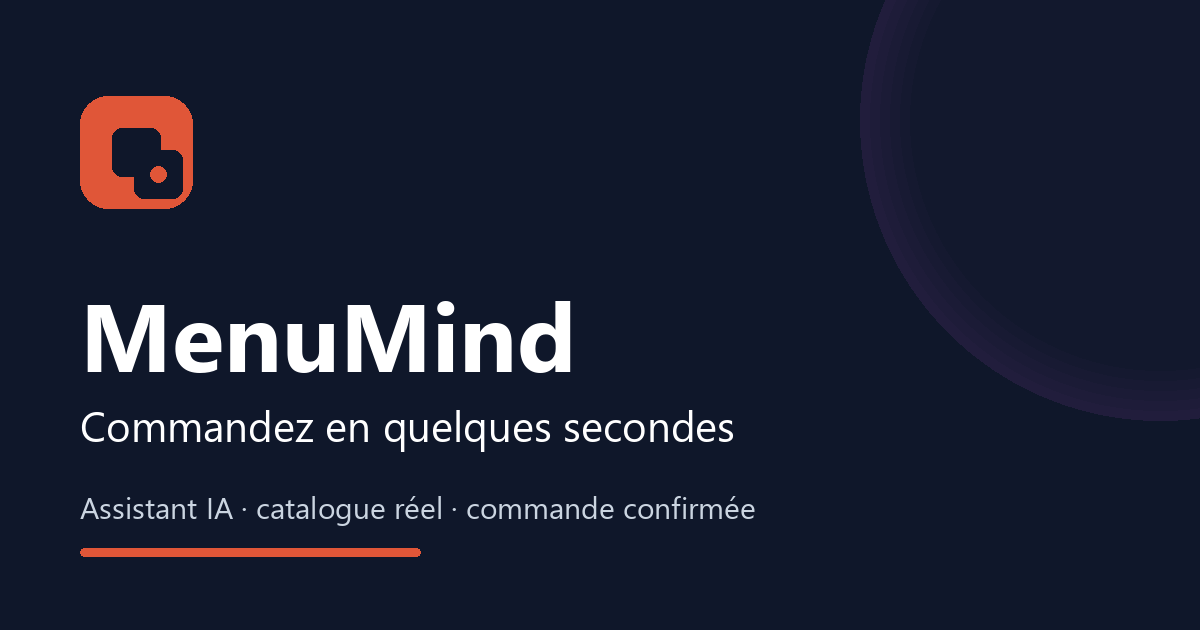 MenuMind
Commandez en quelques secondes
Assistant IA · catalogue réel · commande confirmée